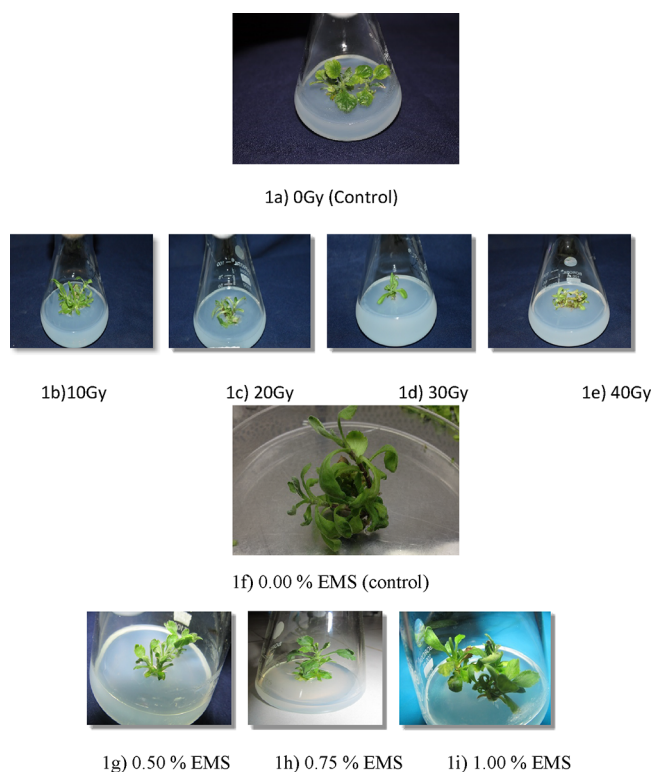 1a) 0Gy (Control)
1b)10Gy 1c) 20Gy 1d) 30Gy 1e) 40Gy
1f) 0.00 % EMS (control)
1g) 0.50 % EMS 1h) 0.75 % EMS 1i) 1.00 % EMS